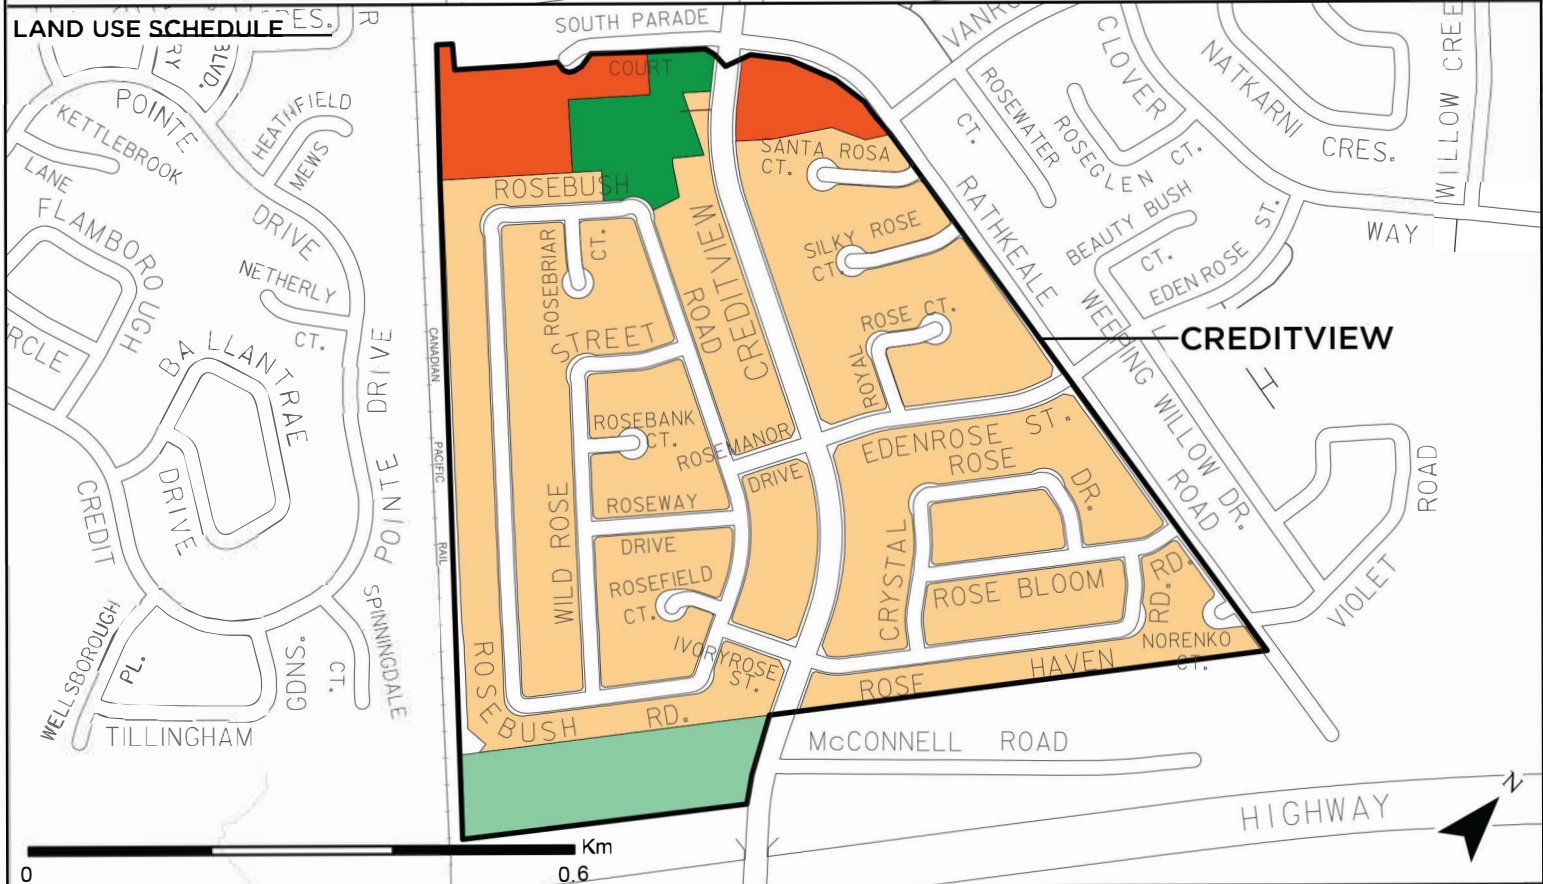 LAND USE SCHEDULE
SOUTH PARADE
COURT
CRES.
BLVD.
POINTE
HEATHFIELD
MEWS
KETTLEBROOK
LANE
FLAMBOROUGH
DRIVE
NETHERLY
CT.
BALLANTRAE
DRIVE
CREDIT
POINTE DRIVE
WELLSBOROUGH
PL.
TILLINGHAM
GDNS.
SPINNINGDALE
CT.
CANADIAN
PACIFIC
RAIL
ROSEBUSH
ROSEBRIAR
CT.
STREET
WILD ROSE
ROSEBANK
CT.
ROSEMANOR
DRIVE
ROSEWAY
DRIVE
ROSEFIELD
CT.
IVORYROSE
ST.
ROSEBUSH RD.
CREDITVIEW
ROAD
SANTA ROSA
CT.
SILKY ROSE
CT.
ROYAL ROSE CT.
EDENROSE ST.
CRYSTAL ROSE DR.
ROSE BLOOM RD.
RD.
ROSE HAVEN
NORENKO
CT.
RATHKEALE
ROAD
CLOVER
NATKARNI
CRES.
WILLOW CREE
WAY
ROSEWATER
CT.
ROSEGLEN
CT.
BEAUTY BUSH
CT.
EDENROSE ST.
WEEPING WILLOW DR.
CREDITVIEW
VIOLET
ROAD
McCONNELL ROAD
HIGHWAY
N
0
0.6
Km